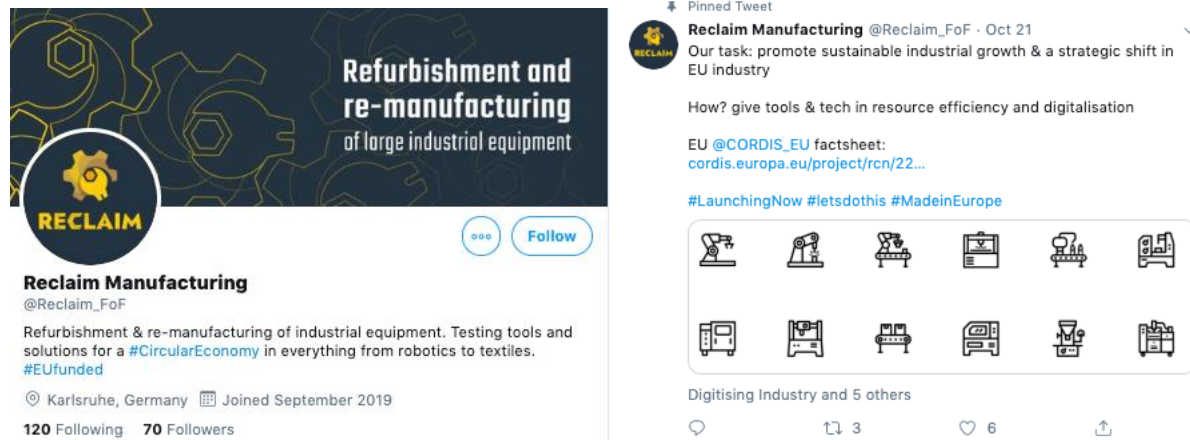 Refurbishment and
re-manufacturing
of large industrial equipment
RECLAIM
Follow
Reclaim Manufacturing
@Reclaim_FoF
Refurbishment & re-manufacturing of industrial equipment. Testing tools and
solutions for a #CircularEconomy in everything from robotics to textiles.
#EUfunded
Karlsruhe, Germany Joined September 2019
120 Following 70 Followers
Pinned Tweet
RECLAIM
Reclaim Manufacturing @Reclaim_FoF · Oct 21
Our task: promote sustainable industrial growth & a strategic shift in
EU industry
How? give tools & tech in resource efficiency and digitalisation
EU @CORDIS_EU factsheet:
cordis.europa.eu/project/rcn/22...
#LaunchingNow #letsdothis #MadeinEurope
Digitising Industry and 5 others
3 6